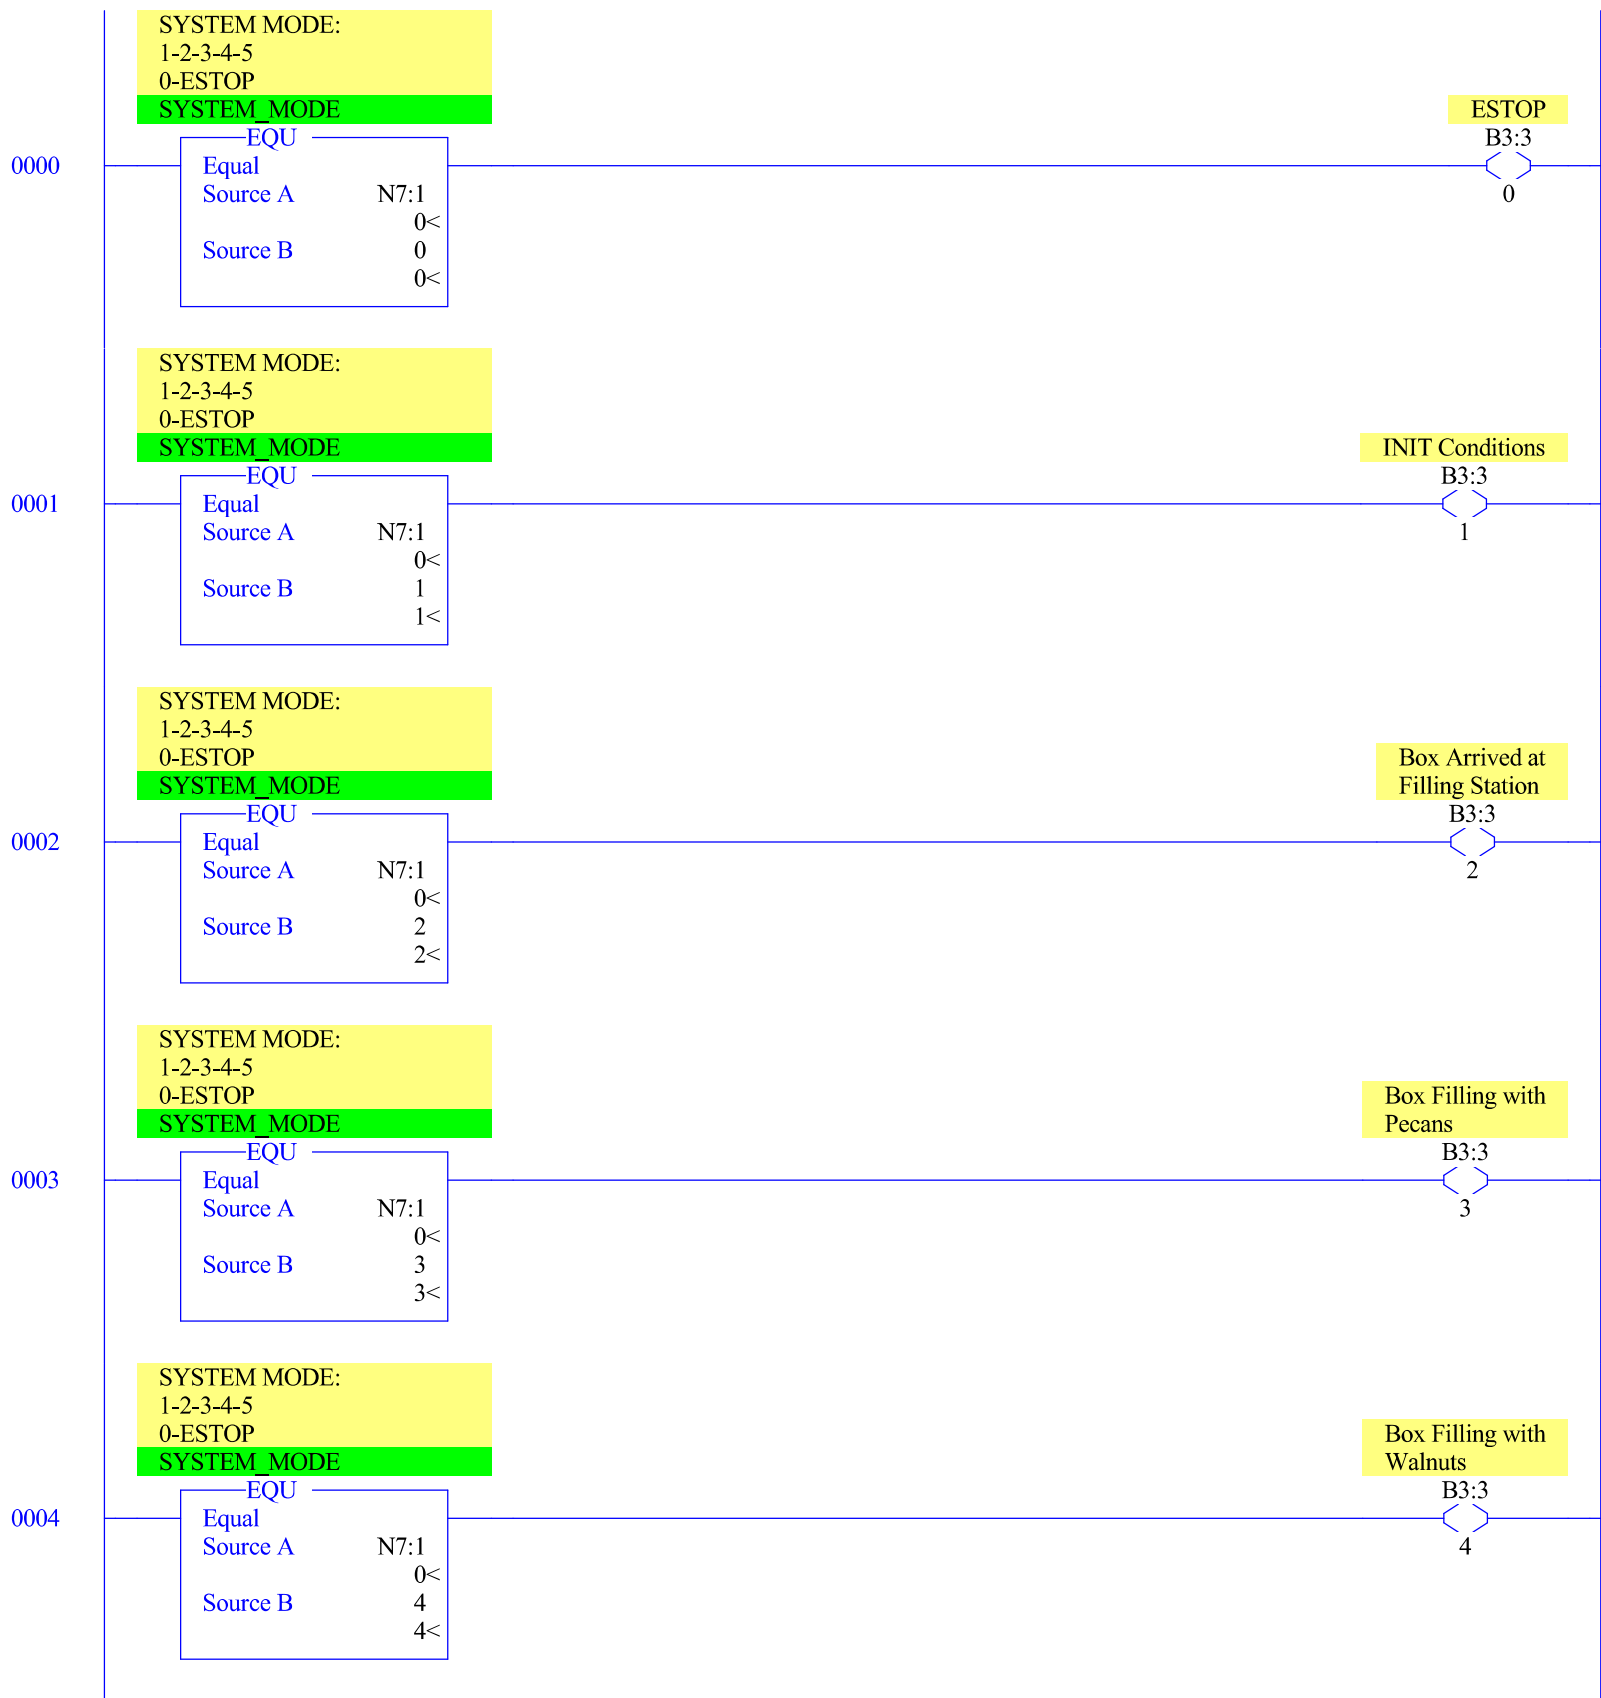 SYSTEM MODE:
1-2-3-4-5
0-ESTOP
SYSTEM_MODE
ESTOP
EQU
B3:3
0000
Equal
Source A N7:1
0
0<
Source B 0
0<
SYSTEM MODE:
1-2-3-4-5
0-ESTOP
SYSTEM_MODE
INIT Conditions
EQU
B3:3
0001
Equal
Source A N7:1
1
0<
Source B 1
1<
SYSTEM MODE:
1-2-3-4-5
0-ESTOP
Box Arrived at
SYSTEM_MODE
Filling Station
EQU
B3:3
0002
Equal
Source A N7:1
2
0<
Source B 2
2<
SYSTEM MODE:
1-2-3-4-5
0-ESTOP
Box Filling with
SYSTEM_MODE
Pecans
EQU
B3:3
0003
Equal
Source A N7:1
3
0<
Source B 3
3<
SYSTEM MODE:
1-2-3-4-5
0-ESTOP
Box Filling with
SYSTEM_MODE
Walnuts
EQU
B3:3
0004
Equal
Source A N7:1
4
0<
Source B 4
4<